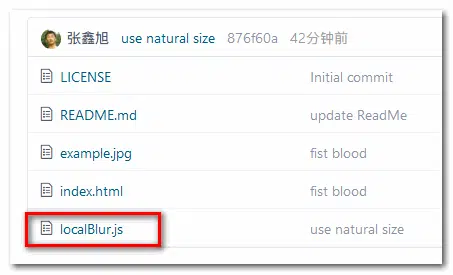 张鑫旭 use natural size 876f60a 42分钟前
LICENSE Initial commit
README.md update ReadMe
example.jpg fist blood
index.html fist blood
localBlur.js use natural size